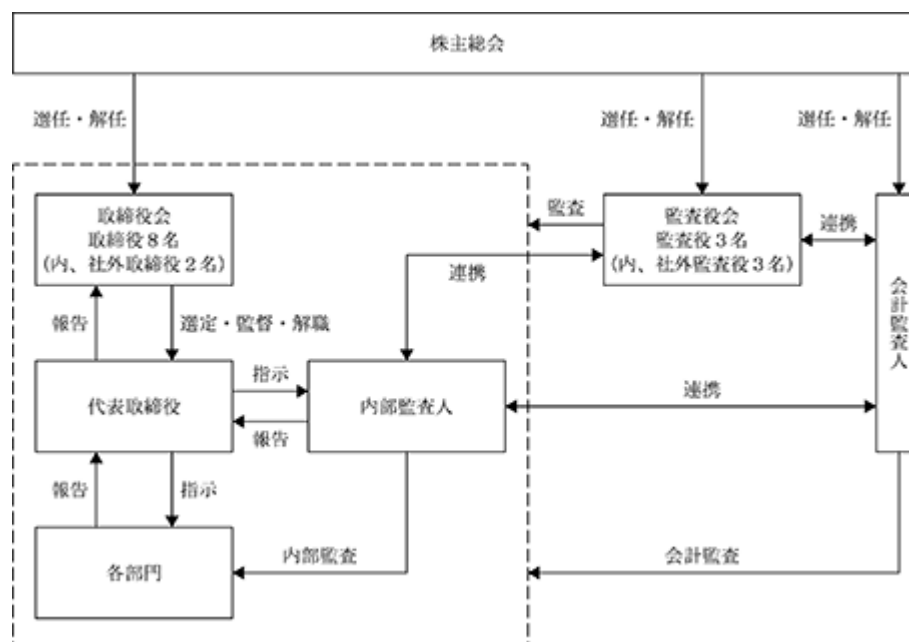 株主総会
選任・解任
選任・解任
選任・解任
取締役会
取締役8名
(内、社外取締役2名)
監査
監査役会
監査役3名
(内、社外監査役3名)
連携
連携
会計監査人
報告
選定・監督・解職
代表取締役
指示
報告
内部監査人
連携
報告
指示
各部門
内部監査
会計監査